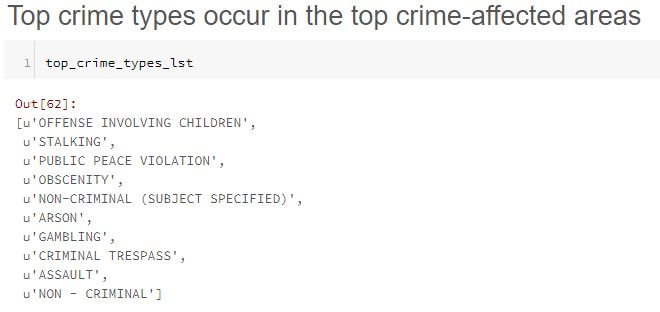 Top crime types occur in the top crime-affected areas
1 top_crime_types_lst
Out[62]:
[u'OFFENSE INVOLVING CHILDREN',
u'STALKING',
u'PUBLIC PEACE VIOLATION',
u'OBSCENITY',
u'NON-CRIMINAL (SUBJECT SPECIFIED)',
u'ARSON',
u'GAMBLING',
u'CRIMINAL TRESPASS',
u'ASSAULT',
u'NON - CRIMINAL']